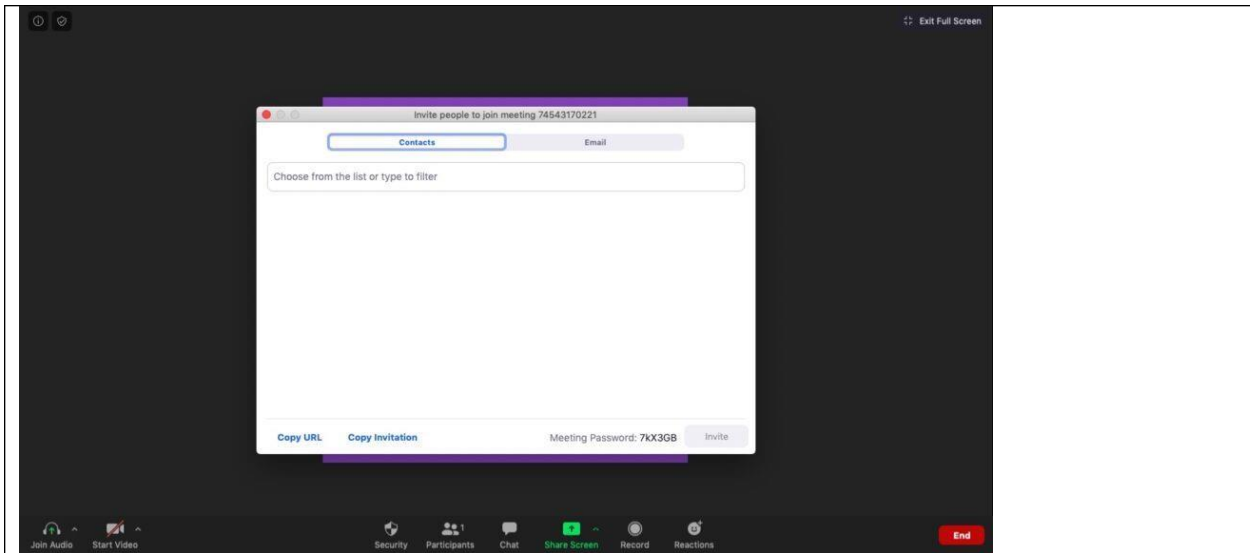 Exit Full Screen
Invite people to join meeting 74543170221
Contacts Email
Choose from the list or type to filter
Copy URL Copy Invitation Meeting Password: 7kX3GB Invite
1
Join Audio Start Video Security Participants Chat Share Screen Record Reactions End